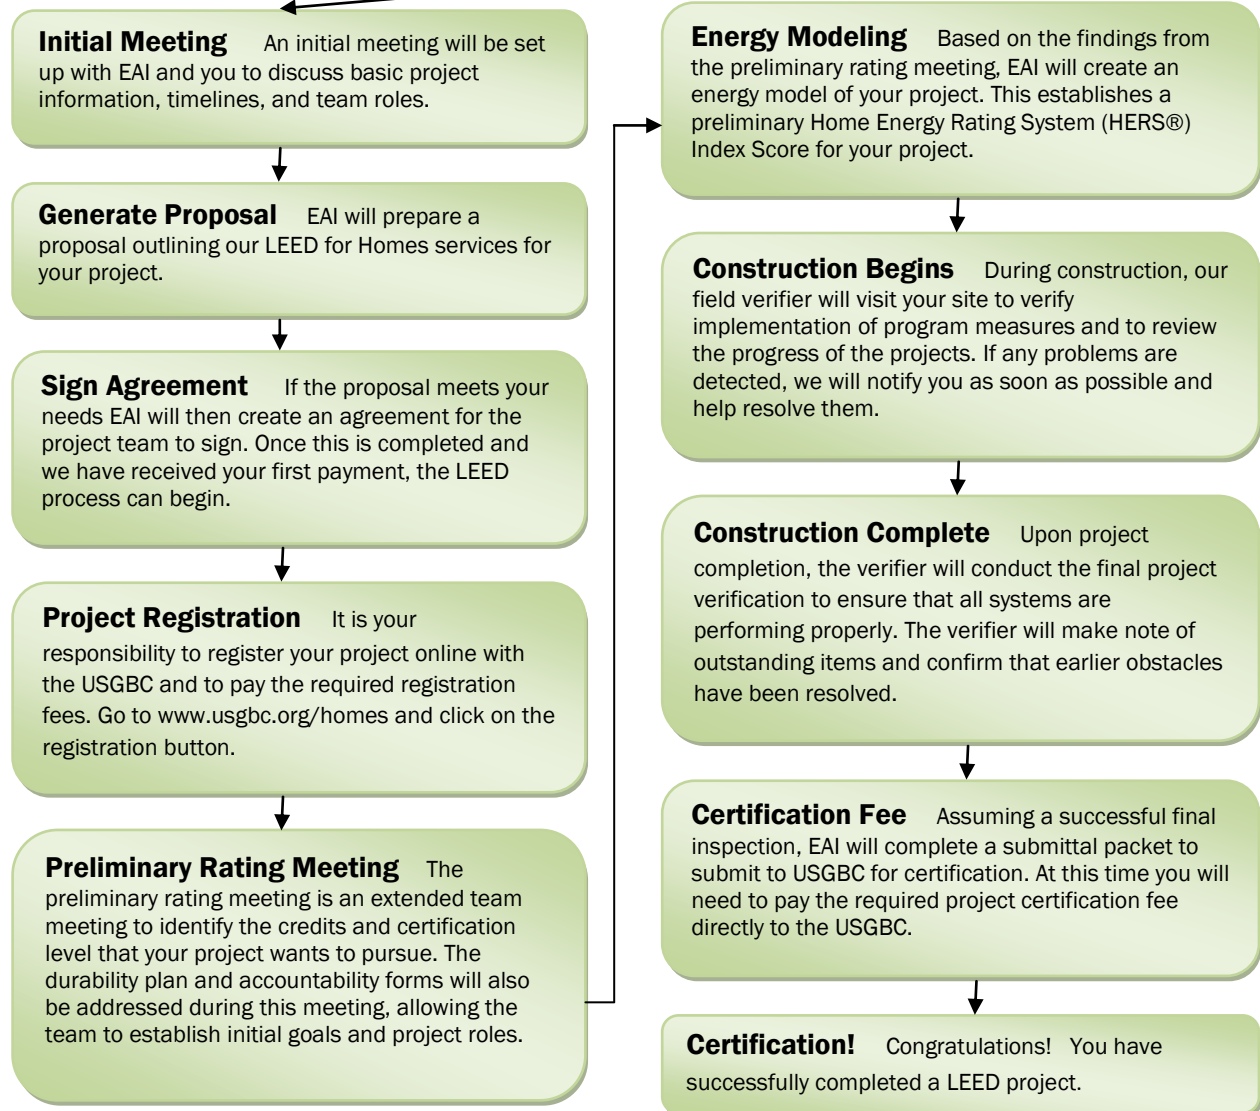 Initial Meeting An initial meeting will be set
up with EAI and you to discuss basic project
information, timelines, and team roles.
Generate Proposal EAI will prepare a
proposal outlining our LEED for Homes services for
your project.
Sign Agreement If the proposal meets your
needs EAI will then create an agreement for the
project team to sign. Once this is completed and
we have received your first payment, the LEED
process can begin.
Project Registration It is your
responsibility to register your project online with
the USGBC and to pay the required registration
fees. Go to www.usgbc.org/homes and click on the
registration button.
Preliminary Rating Meeting The
preliminary rating meeting is an extended team
meeting to identify the credits and certification
level that your project wants to pursue. The
durability plan and accountability forms will also
be addressed during this meeting, allowing the
team to establish initial goals and project roles.
Energy Modeling Based on the findings from
the preliminary rating meeting, EAI will create an
energy model of your project. This establishes a
preliminary Home Energy Rating System (HERS®)
Index Score for your project.
Construction Begins During construction, our
field verifier will visit your site to verify
implementation of program measures and to review
the progress of the projects. If any problems are
detected, we will notify you as soon as possible and
help resolve them.
Construction Complete Upon project
completion, the verifier will conduct the final project
verification to ensure that all systems are
performing properly. The verifier will make note of
outstanding items and confirm that earlier obstacles
have been resolved.
Certification Fee Assuming a successful final
inspection, EAI will complete a submittal packet to
submit to USGBC for certification. At this time you will
need to pay the required project certification fee
directly to the USGBC.
Certification! Congratulations! You have
successfully completed a LEED project.